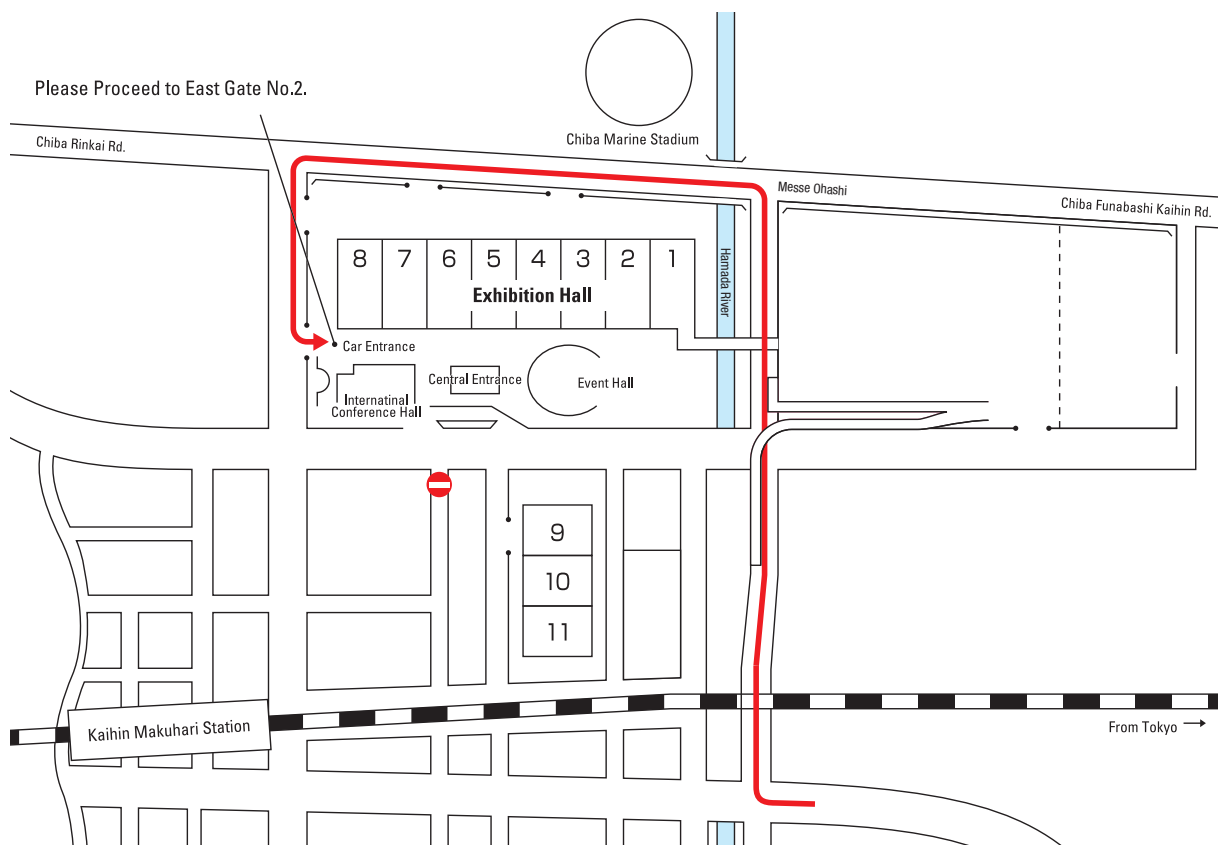 Please Proceed to East Gate No.2.
Chiba Rinkai Rd.
Chiba Marine Stadium
Messe Ohashi
Chiba Funabashi Kaihin Rd.
8 7 6 5 4 3 2 1
Exhibition Hall
Hamada River
Car Entrance
Central Entrance
Event Hall
Internatinal
Conference Hall
9
10
11
Kaihin Makuhari Station
From Tokyo →